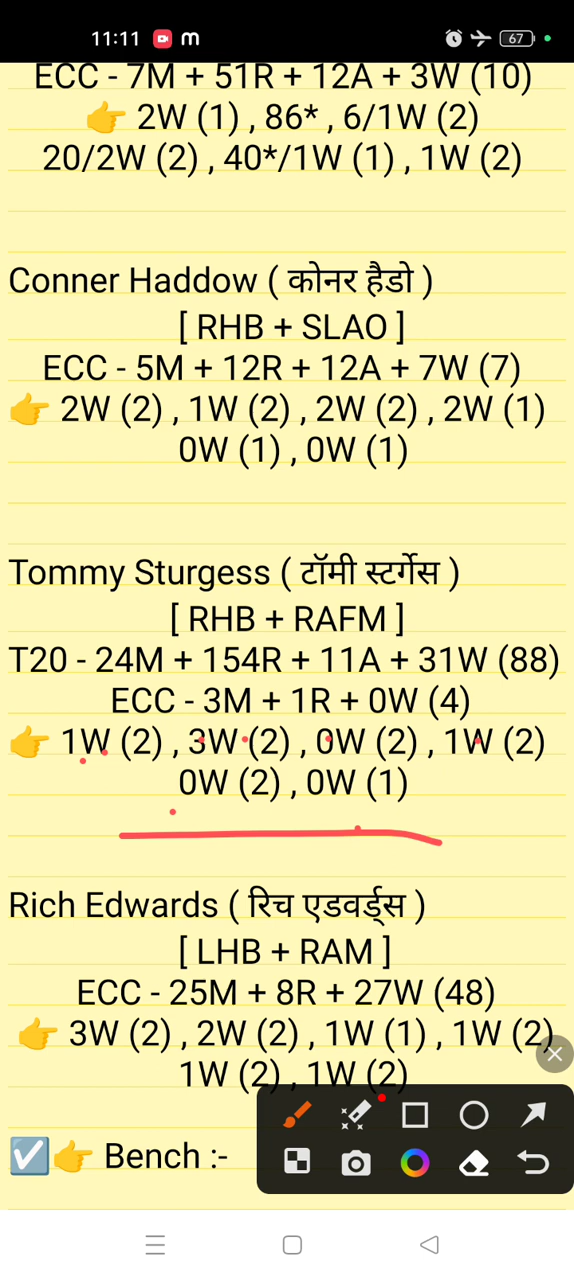 11:11 m 67
ECC - 7M + 51R + 12A + 3W (10)
👉 2W (1) , 86* , 6/1W (2)
20/2W (2) , 40*/1W (1) , 1W (2)
Conner Haddow ( कोनर हैडो )
[ RHB + SLAO ]
ECC - 5M + 12R + 12A + 7W (7)
👉 2W (2) , 1W (2) , 2W (2) , 2W (1)
0W (1) , 0W (1)
Tommy Sturgess ( टॉमी स्टर्गेस )
[ RHB + RAFM ]
T20 - 24M + 154R + 11A + 31W (88)
ECC - 3M + 1R + 0W (4)
👉 1W (2) , 3W (2) , 0W (2) , 1W (2)
0W (2) , 0W (1)
Rich Edwards ( रिच एडवर्ड्स )
[ LHB + RAM ]
ECC - 25M + 8R + 27W (48)
👉 3W (2) , 2W (2) , 1W (1) , 1W (2)
1W (2) , 1W (2)
☑️👉 Bench :-